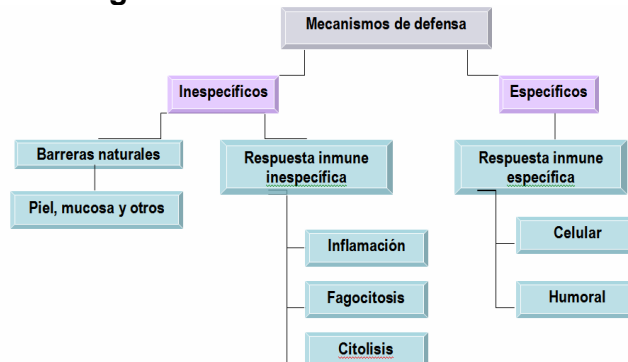 Mecanismos de defensa
Inespecíficos
Específicos
Barreras naturales
Respuesta inmune
inespecífica
Respuesta inmune
específica
Piel, mucosa y otros
Celular
Inflamación
Fagocitosis
Humoral
Citolisis